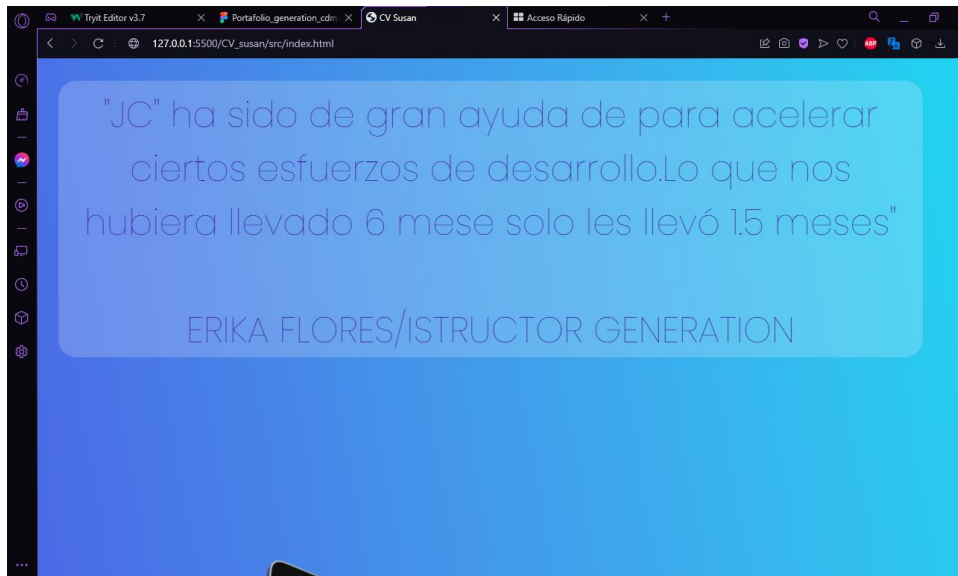 Tryit Editor v3.7
Portafolio_generation_cdm
CV Susan
Acceso Rápido
127.0.0.1:5500/CV_susan/src/index.html
ABP
"JC" ha sido de gran ayuda de para acelerar
ciertos esfuerzos de desarrollo.Lo que nos
hubiera llevado 6 mese solo les llevó 1.5 meses"
ERIKA FLORES/ISTRUCTOR GENERATION